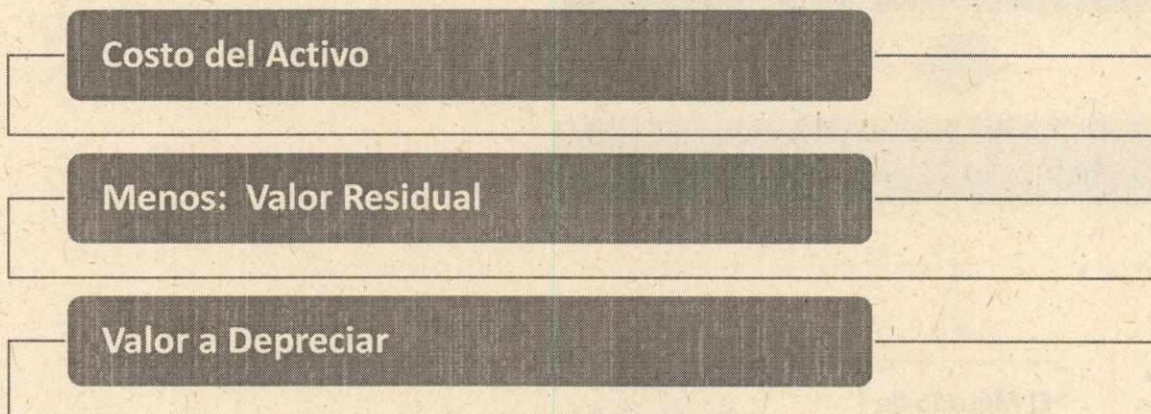 Costo del Activo
Menos: Valor Residual
Valor a Depreciar